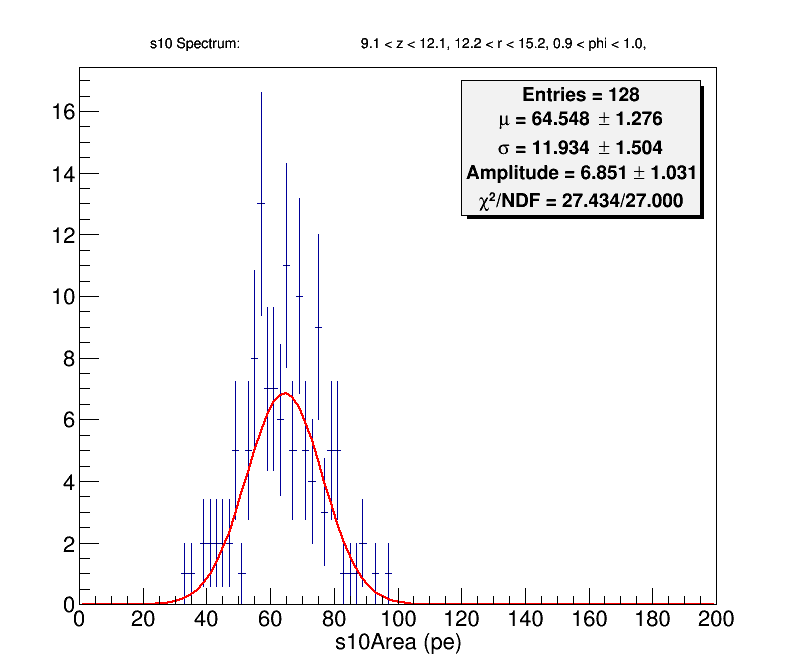 s10 Spectrum: 9.1 < z < 12.1, 12.2 < r < 15.2, 0.9 < phi < 1.0,
Entries = 128
μ = 64.548 ± 1.276
σ = 11.934 ± 1.504
Amplitude = 6.851 ± 1.031
χ²/NDF = 27.434/27.000
16
14
12
10
8
6
4
2
0
0 20 40 60 80 100 120 140 160 180 200
s10Area (pe)